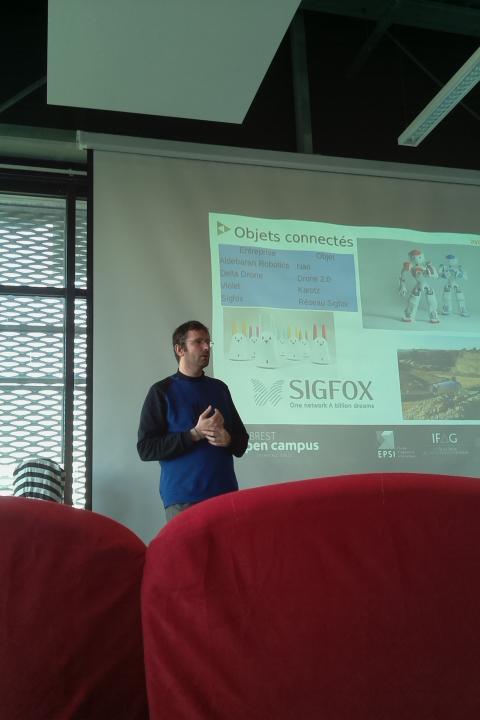 Objets connectés
Entreprise Objet
Aldebaran Robotics Nao
Delta Drone Drone 2.0
Violet Karotz
Sigfox Réseau Sigfox
SIGFOX
One network A billion dreams
BREST
pen campus
EPSI
IFAG